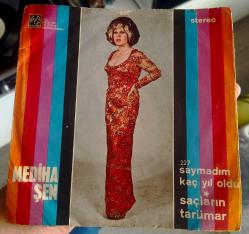 stereo
MEDİHA
ŞEN
227
saymadım
kaç yıl oldu
*
saçların
tarümar